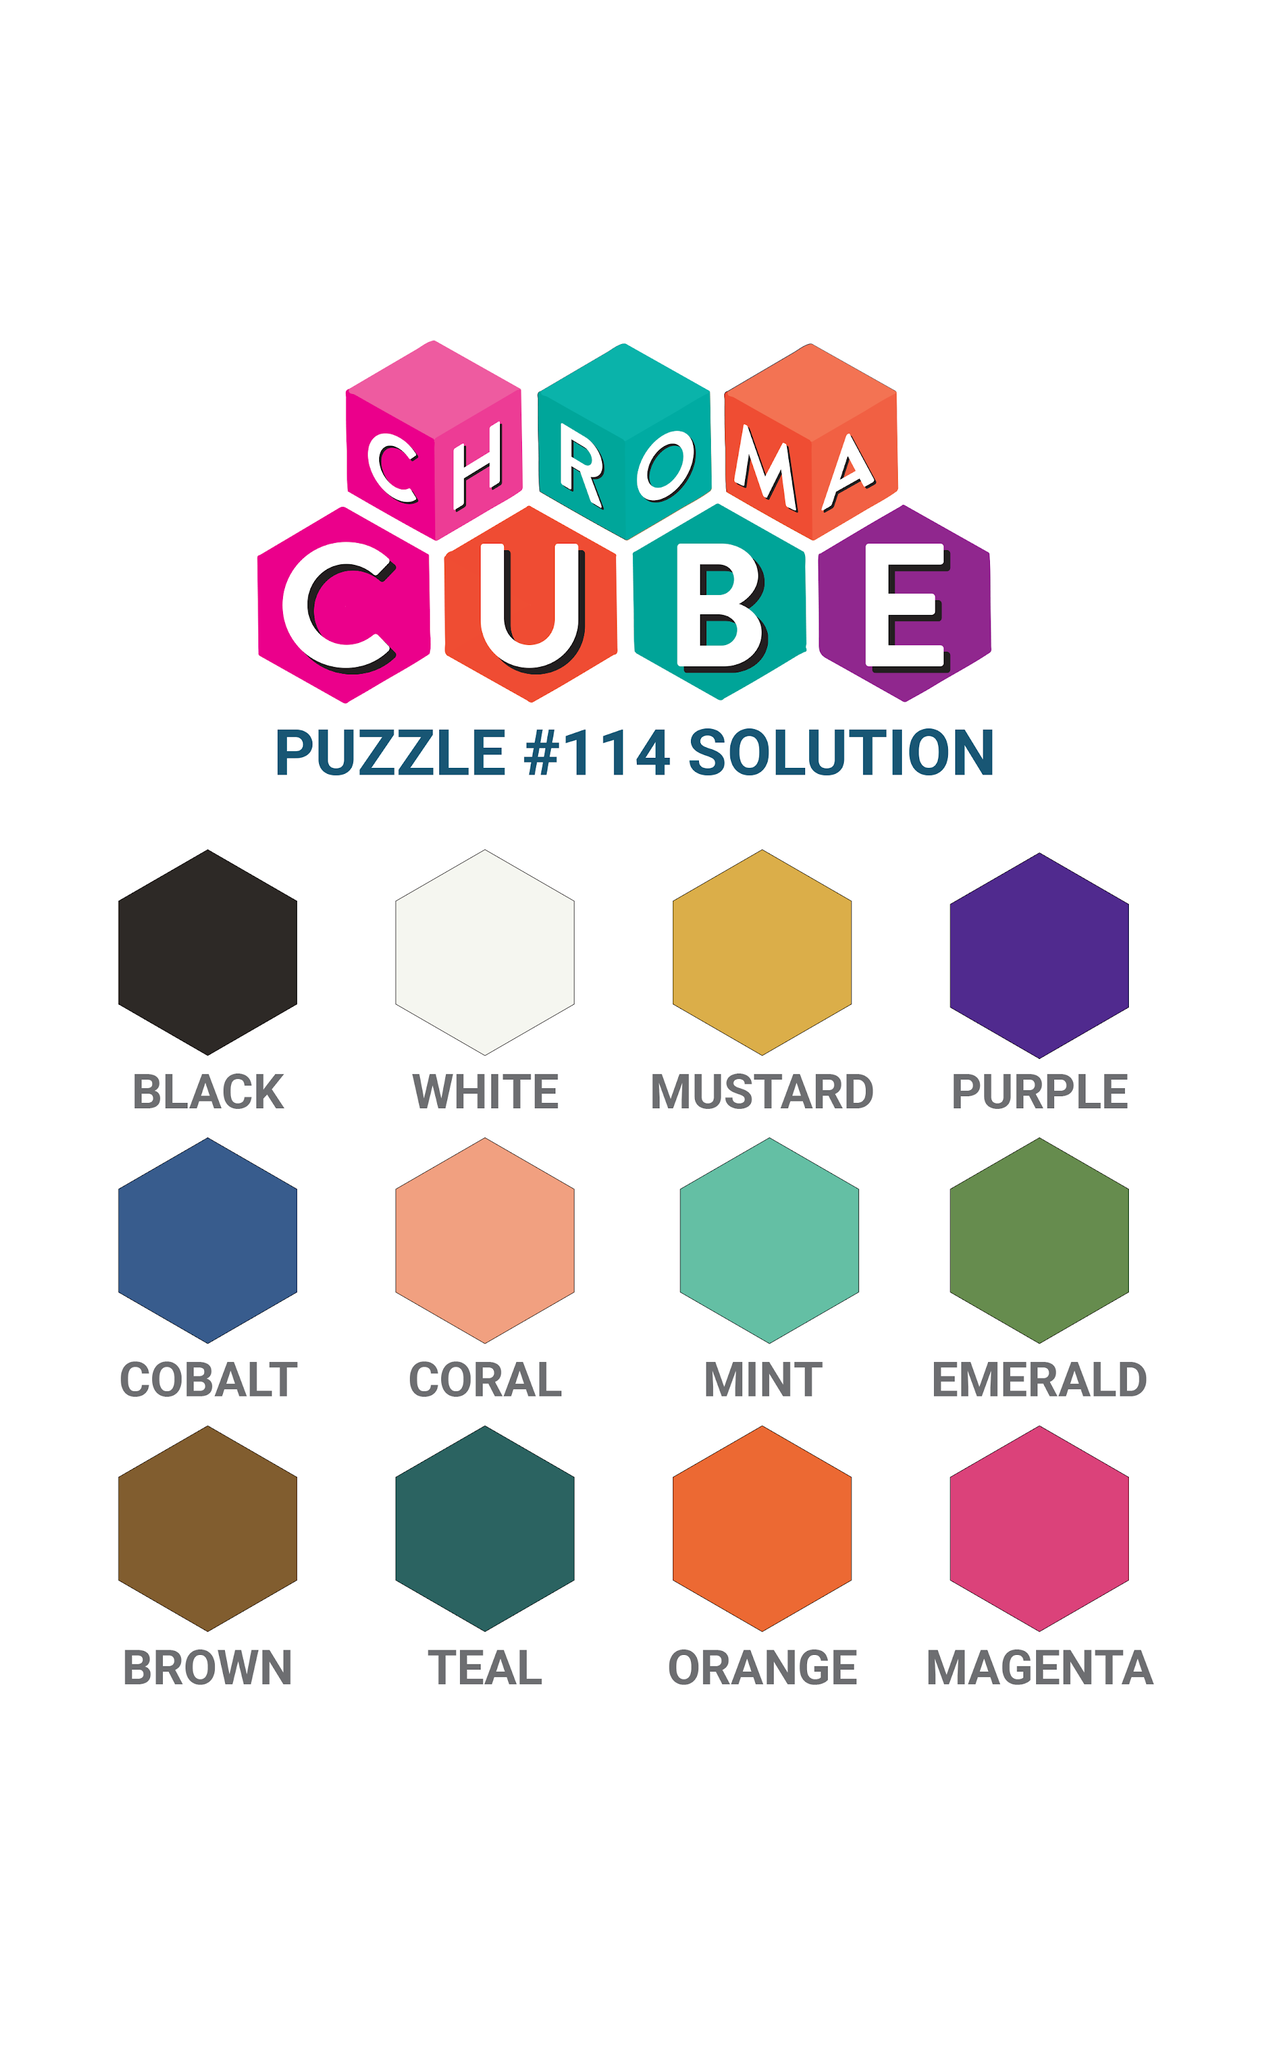 CHROMA
CUBE
PUZZLE #114 SOLUTION
BLACK WHITE MUSTARD PURPLE
COBALT CORAL MINT EMERALD
BROWN TEAL ORANGE MAGENTA